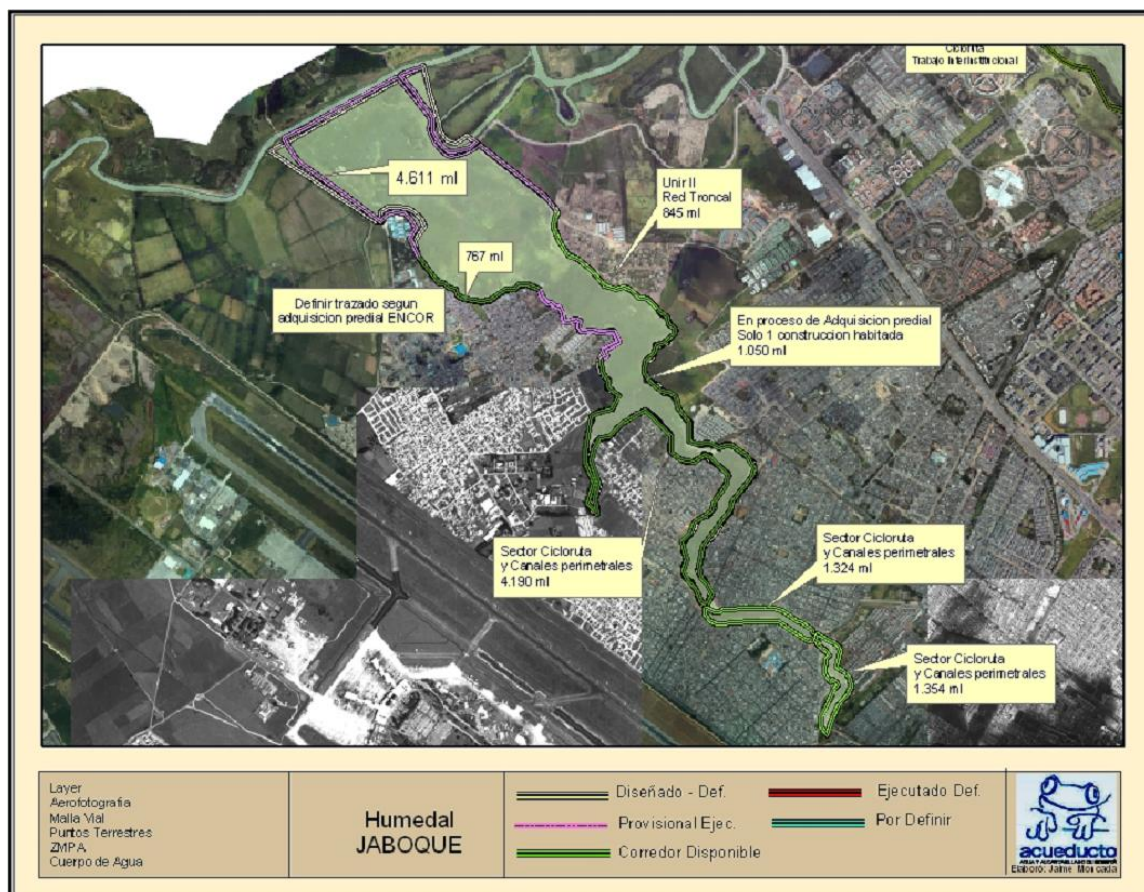 Cicloruta
Trabajo Interinstitucional
4.611 ml
Unir II
Red Troncal
845 ml
767 ml
Definir trazado segun
adquisicion predial ENCOR
En proceso de Adquisicion predial
Solo 1 construccion habitada
1.050 ml
Sector Cicloruta
y Canales perimetrales
4.190 ml
Sector Cicloruta
y Canales perimetrales
1.324 ml
Sector Cicloruta
y Canales perimetrales
1.354 ml
Layer
Aerofotografia
Malla Vial
Puntos Terrestres
ZMPA
Cuerpo de Agua
Humedal
JABOQUE
Diseñado - Def.
Provisional Ejec.
Corredor Disponible
Ejecutado Def.
Por Definir
acueducto
Elaboró: Jaime